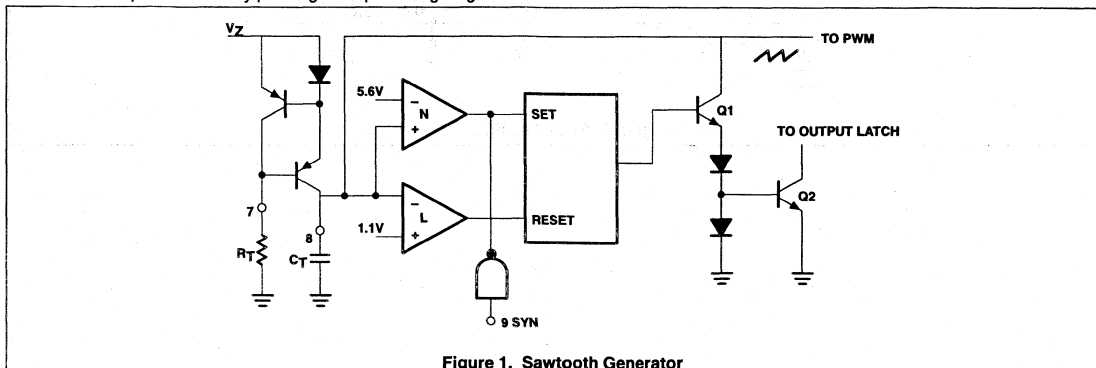 VZ
TO PWM
5.6V
N
SET
Q1
TO OUTPUT LATCH
Q2
7
L
RESET
1.1V
8
RT
CT
9 SYN
Figure 1. Sawtooth Generator